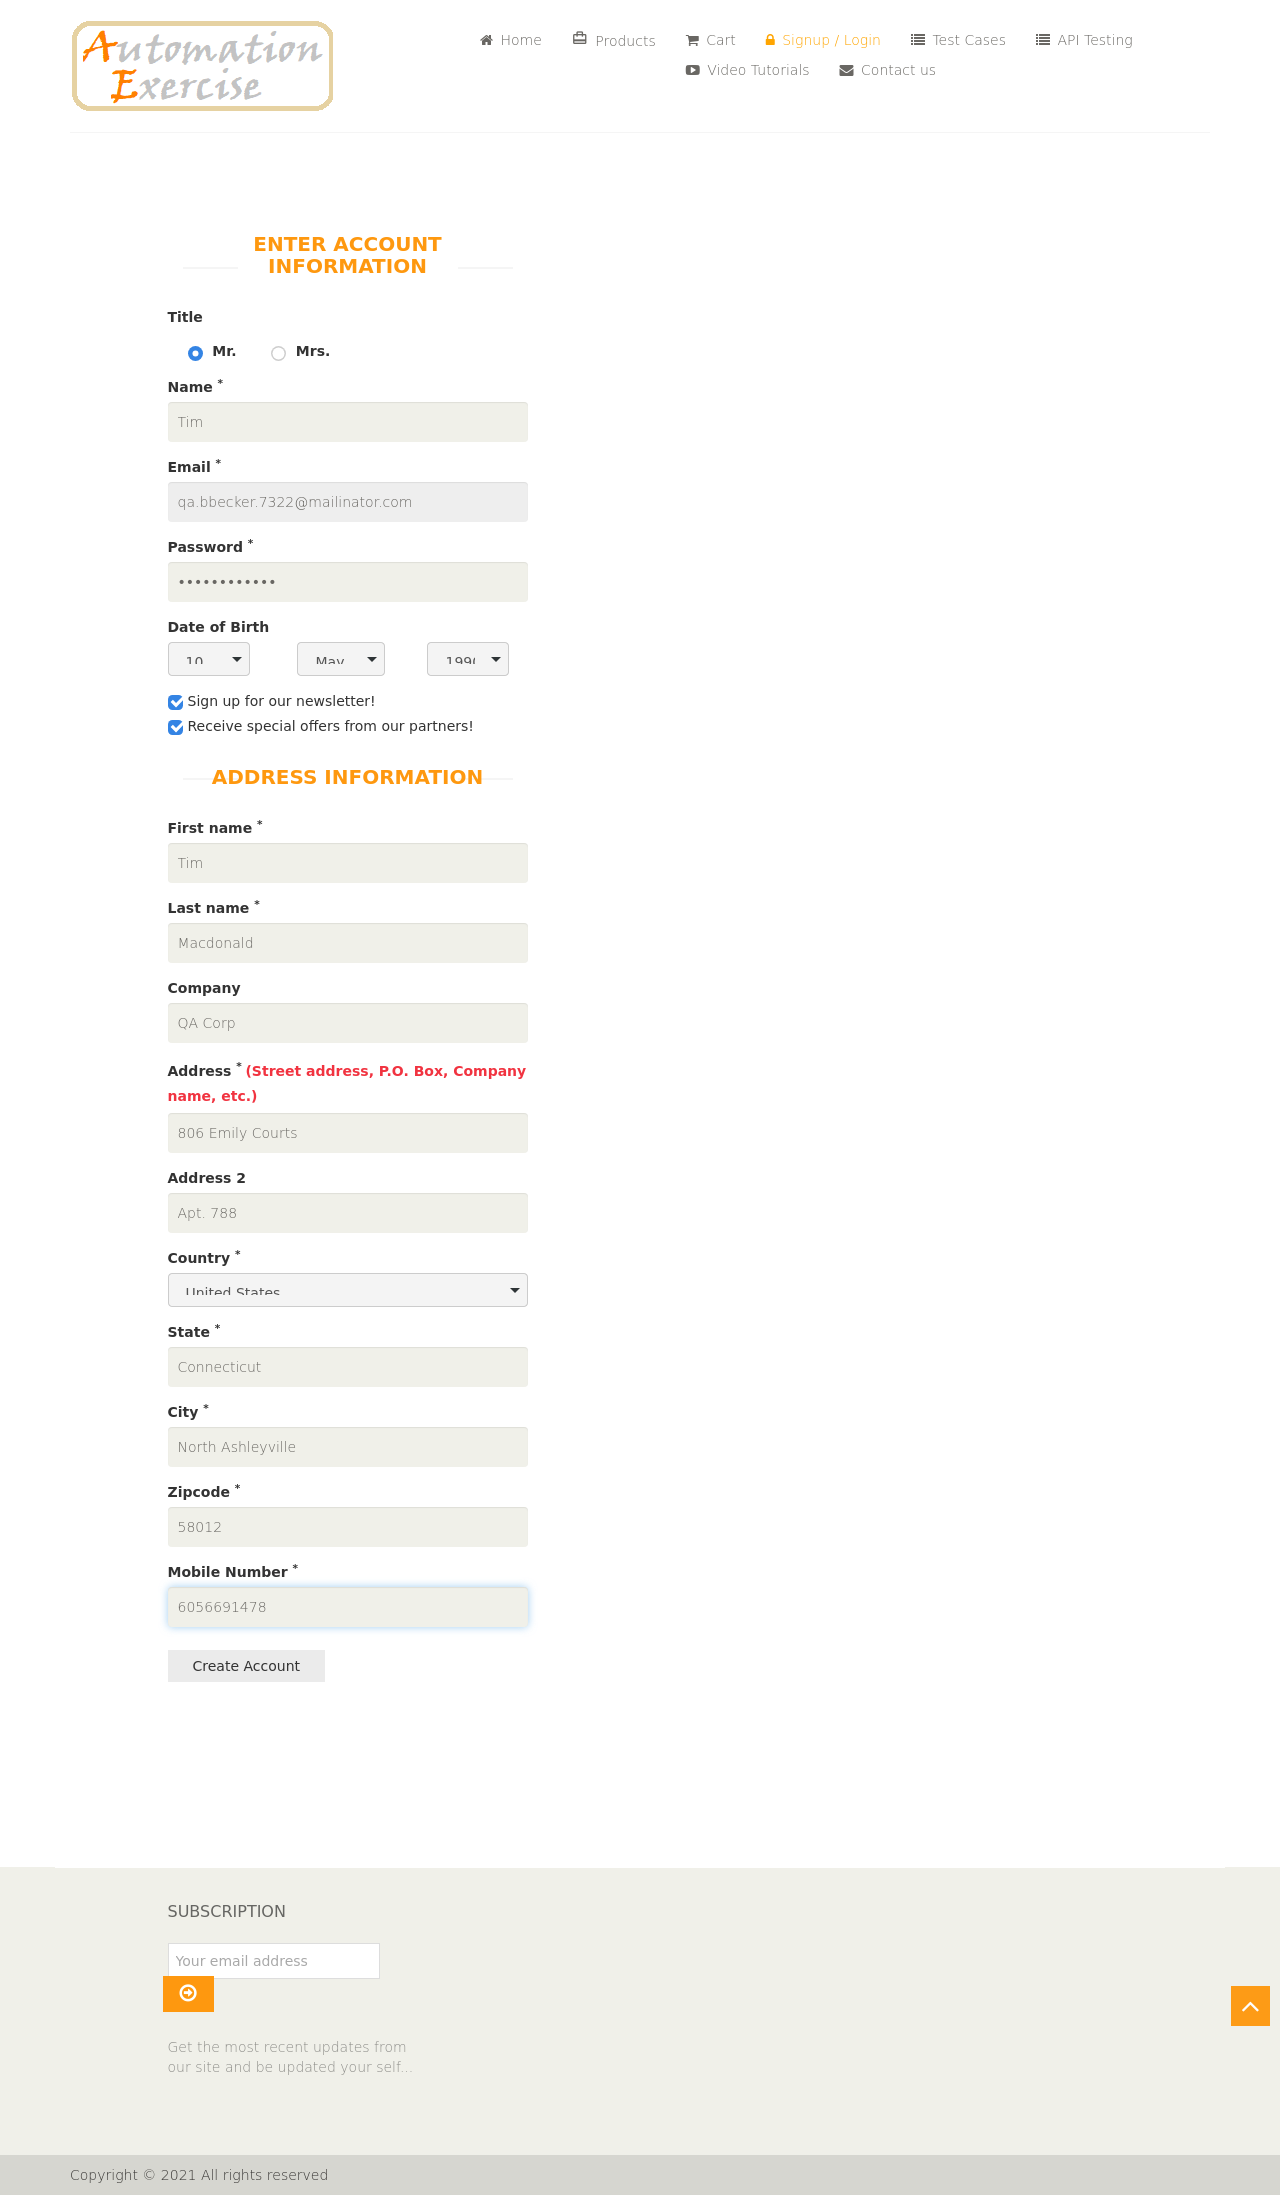 Automation
Exercise
Home Products Cart Signup / Login Test Cases API Testing
Video Tutorials Contact us
ENTER ACCOUNT
INFORMATION
Title
Mr. Mrs.
Name *
Tim
Email *
qa.bbecker.7322@mailinator.com
Password *
••••••••••••
Date of Birth
10 May 1990
Sign up for our newsletter!
Receive special offers from our partners!
ADDRESS INFORMATION
First name *
Tim
Last name *
Macdonald
Company
QA Corp
Address * (Street address, P.O. Box, Company
name, etc.)
806 Emily Courts
Address 2
Apt. 788
Country *
United States
State *
Connecticut
City *
North Ashleyville
Zipcode *
58012
Mobile Number *
6056691478
Create Account
SUBSCRIPTION
Your email address
Get the most recent updates from
our site and be updated your self...
Copyright © 2021 All rights reserved